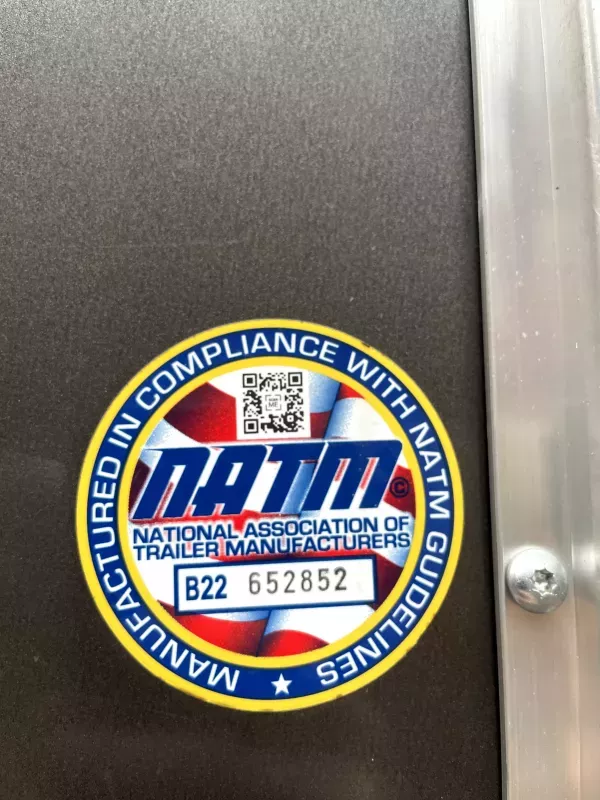 MANUFACTURED IN COMPLIANCE WITH NATM GUIDELINES
NATM©
NATIONAL ASSOCIATION OF
TRAILER MANUFACTURERS
B22 652852